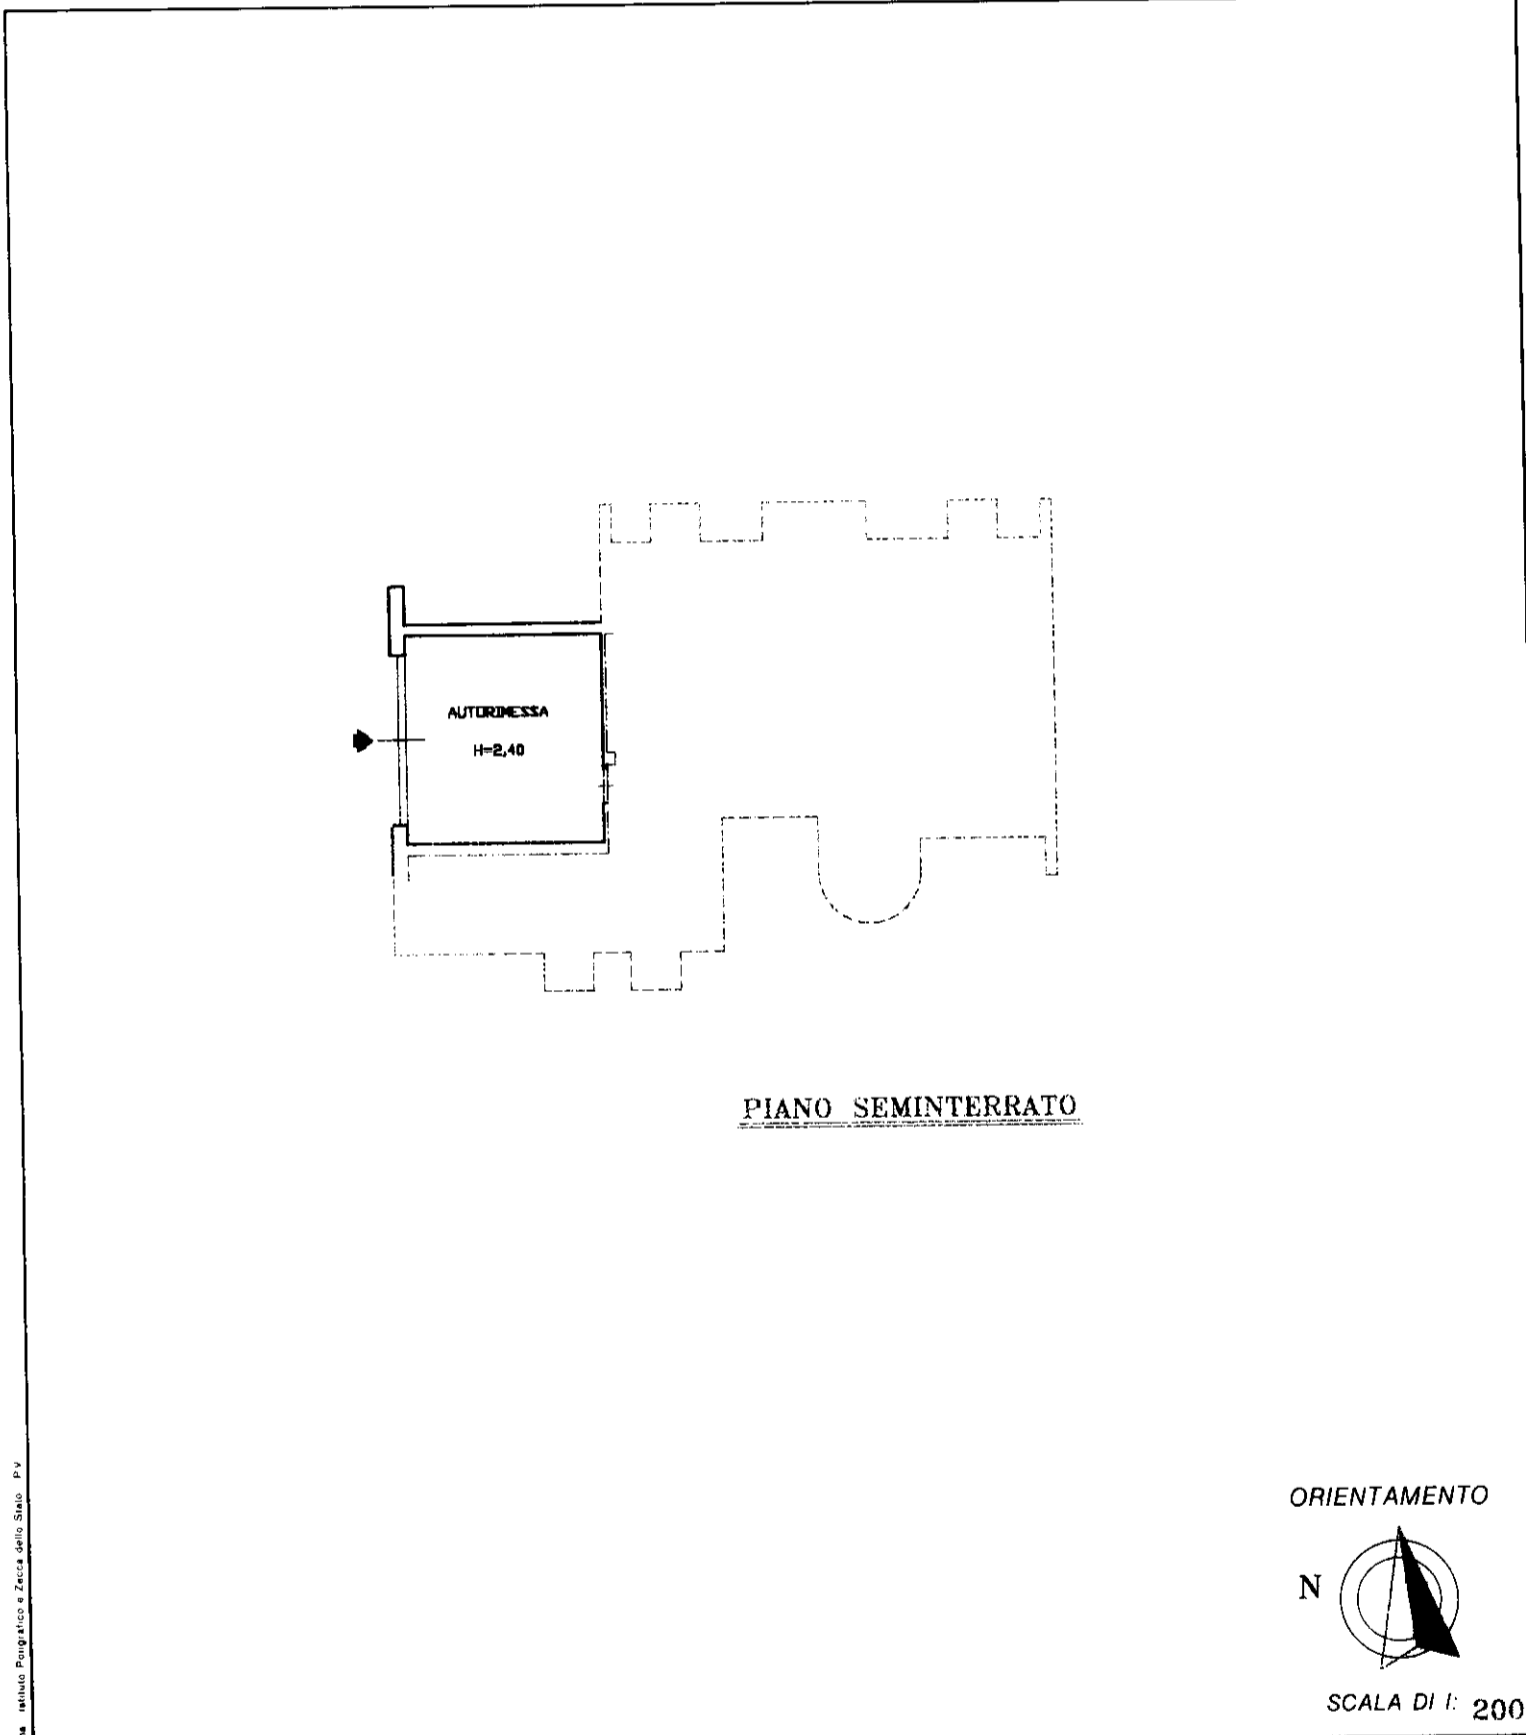 AUTORIMESSA
H=2,40
PIANO SEMINTERRATO
ORIENTAMENTO
N
SCALA DI 1: 200
Istituto Poligrafico e Zecca dello Stato P.V.